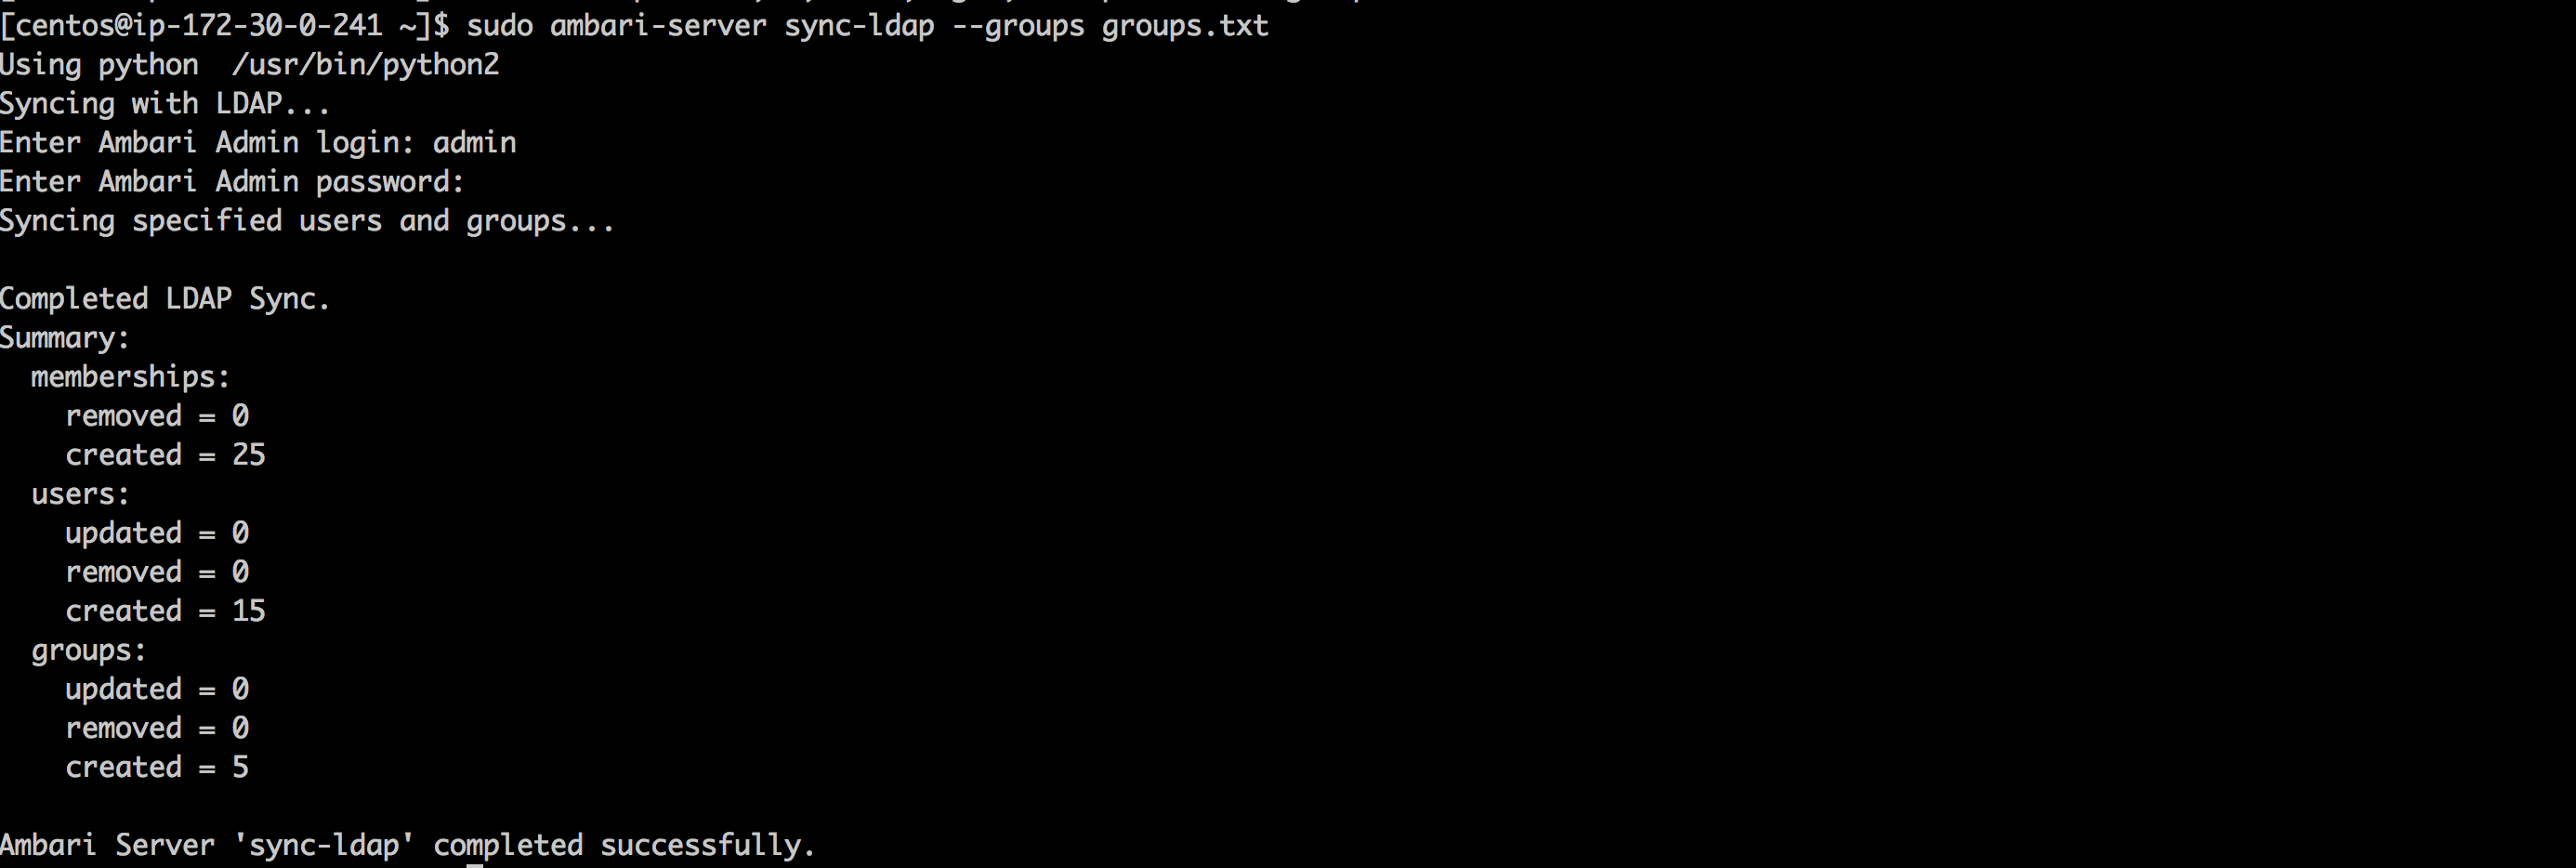 [centos@ip-172-30-0-241 ~]$ sudo ambari-server sync-ldap --groups groups.txt
Using python  /usr/bin/python2
Syncing with LDAP...
Enter Ambari Admin login: admin
Enter Ambari Admin password:
Syncing specified users and groups...

Completed LDAP Sync.
Summary:
  memberships:
    removed = 0
    created = 25
  users:
    updated = 0
    removed = 0
    created = 15
  groups:
    updated = 0
    removed = 0
    created = 5

Ambari Server 'sync-ldap' completed successfully.